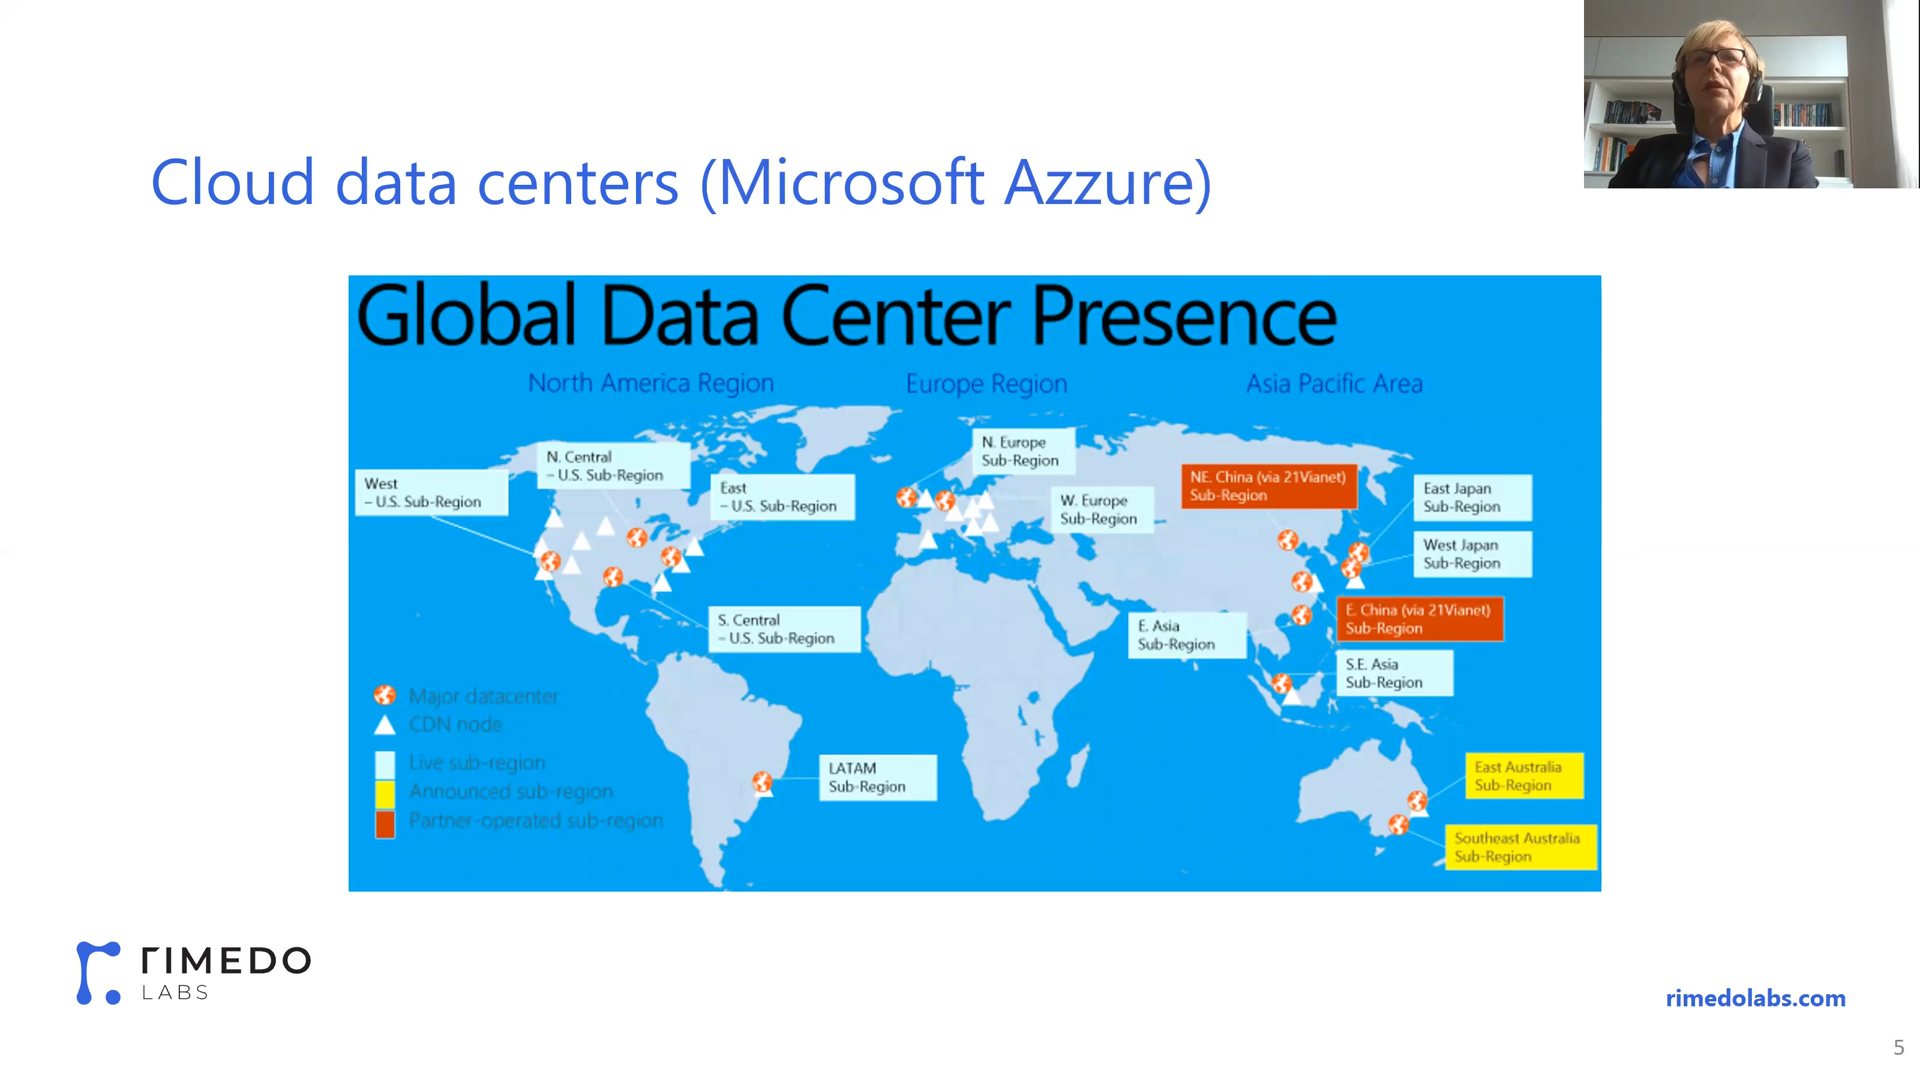 Cloud data centers (Microsoft Azzure)
Global Data Center Presence
North America Region
Europe Region
Asia Pacific Area
West
– U.S. Sub-Region
N. Central
– U.S. Sub-Region
East
– U.S. Sub-Region
S. Central
– U.S. Sub-Region
N. Europe
Sub-Region
W. Europe
Sub-Region
NE. China (via 21Vianet)
Sub-Region
East Japan
Sub-Region
West Japan
Sub-Region
E. China (via 21Vianet)
Sub-Region
E. Asia
Sub-Region
S.E. Asia
Sub-Region
LATAM
Sub-Region
East Australia
Sub-Region
Southeast Australia
Sub-Region
Major datacenter
CDN node
Live sub-region
Announced sub-region
Partner-operated sub-region
rIMEDO
LABS
rimedolabs.com
5